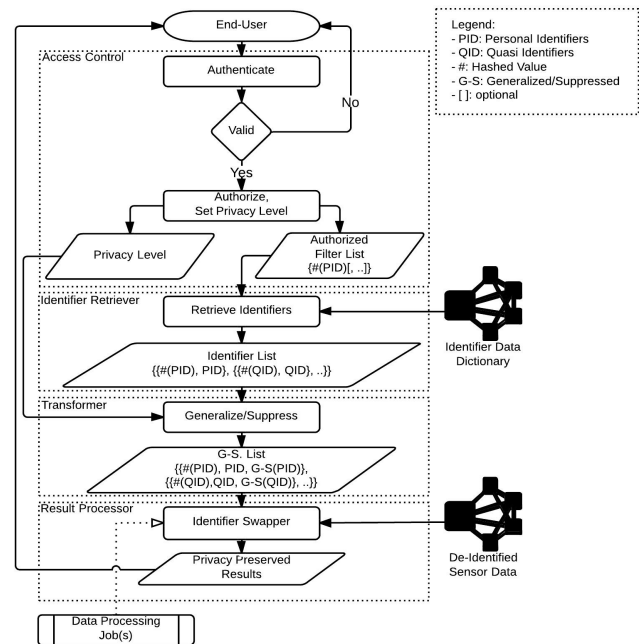 End-User
Legend:
- PID: Personal Identifiers
- QID: Quasi Identifiers
- #: Hashed Value
- G-S: Generalized/Suppressed
- [ ]: optional
Access Control
Authenticate
No
Valid
Yes
Authorize,
Set Privacy Level
Privacy Level
Authorized
Filter List
{#(PID)[, ..]}
Identifier Retriever
Retrieve Identifiers
Identifier Data
Dictionary
Identifier List
{{#(PID), PID}, {{#(QID), QID}, ..}}
Transformer
Generalize/Suppress
G-S. List
{{#(PID), PID, G-S(PID)},
{{#(QID),QID, G-S(QID)}, ..}}
Result Processor
Identifier Swapper
De-Identified
Sensor Data
Privacy Preserved
Results
Data Processing
Job(s)